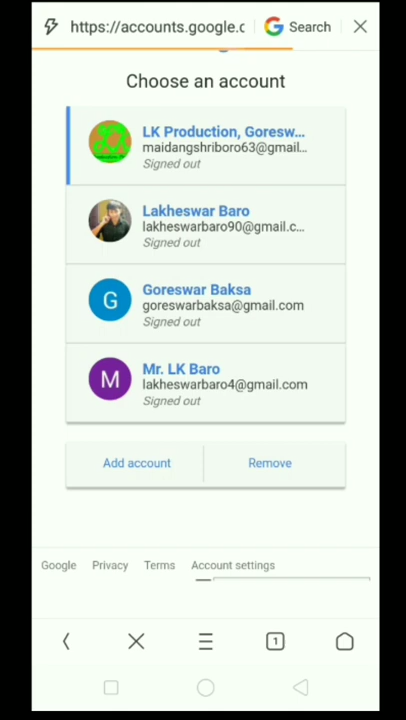 https://accounts.google.c
Search
Choose an account
LK Production, Goresw...
maidangshriboro63@gmail...
Signed out
Lakheswar Baro
lakheswarbaro90@gmail.c...
Signed out
G
Goreswar Baksa
goreswarbaksa@gmail.com
Signed out
M
Mr. LK Baro
lakheswarbaro4@gmail.com
Signed out
Add account
Remove
Google
Privacy
Terms
Account settings
1